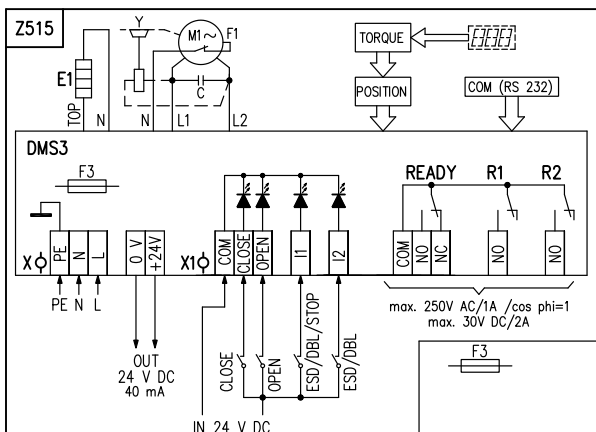 Z515
Y
M1~
F1
E1
C
TOP
N
N
L1
L2
TORQUE
POSITION
COM (RS 232)
DMS3
F3
READY
R1
R2
X
PE
N
L
0 V
+24V
X1
COM
CLOSE
OPEN
I1
I2
COM
NO
NC
NO
NO
PE N L
OUT
24 V DC
40 mA
CLOSE
OPEN
ESD/DBL/STOP
ESD/DBL
IN 24 V DC
max. 250V AC/1A /cos phi=1
max. 30V DC/2A
F3